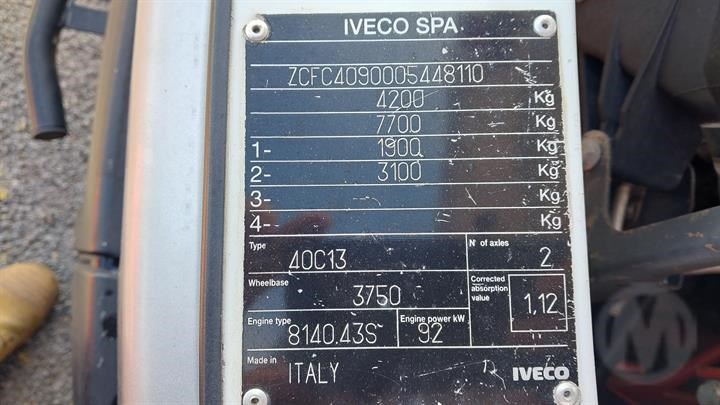 IVECO SPA
ZCFC4090005448110
4200 Kg
7700 Kg
1- 1900 Kg
2- 3100 Kg
3- Kg
4- Kg
Type 40C13 N° of axles 2
Wheelbase 3750 Corrected absorption value 1,12
Engine type 8140.43S Engine power kW 92
Made in ITALY IVECO
M